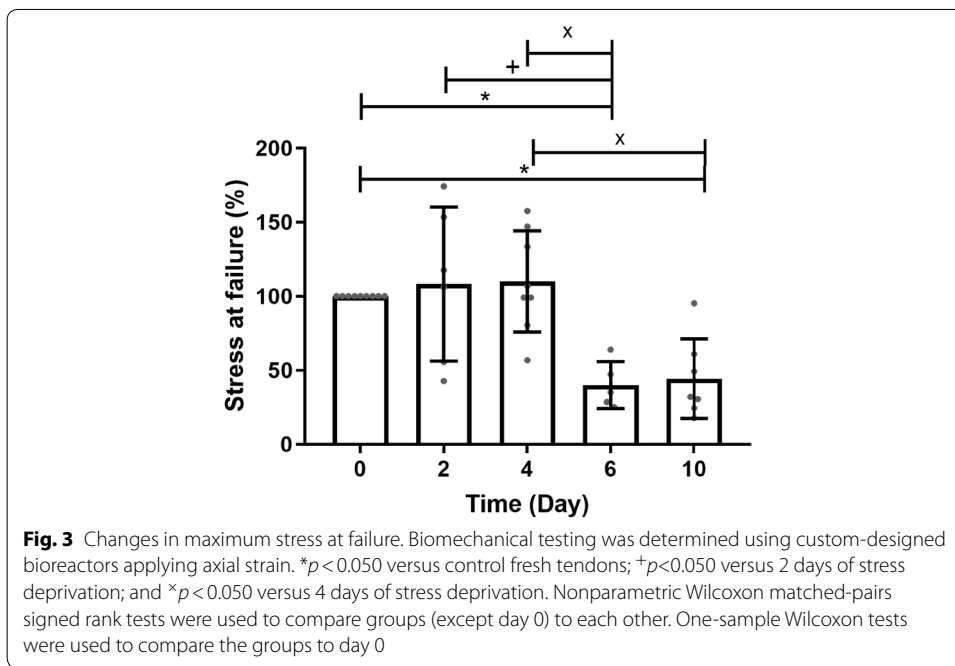 x
+
*
x
*
200
150
100
50
0
Stress at failure (%)
0 2 4 6 10
Time (Day)
Fig. 3 Changes in maximum stress at failure. Biomechanical testing was determined using custom-designed
bioreactors applying axial strain. *p < 0.050 versus control fresh tendons; +p<0.050 versus 2 days of stress
deprivation; and ×p < 0.050 versus 4 days of stress deprivation. Nonparametric Wilcoxon matched-pairs
signed rank tests were used to compare groups (except day 0) to each other. One-sample Wilcoxon tests
were used to compare the groups to day 0